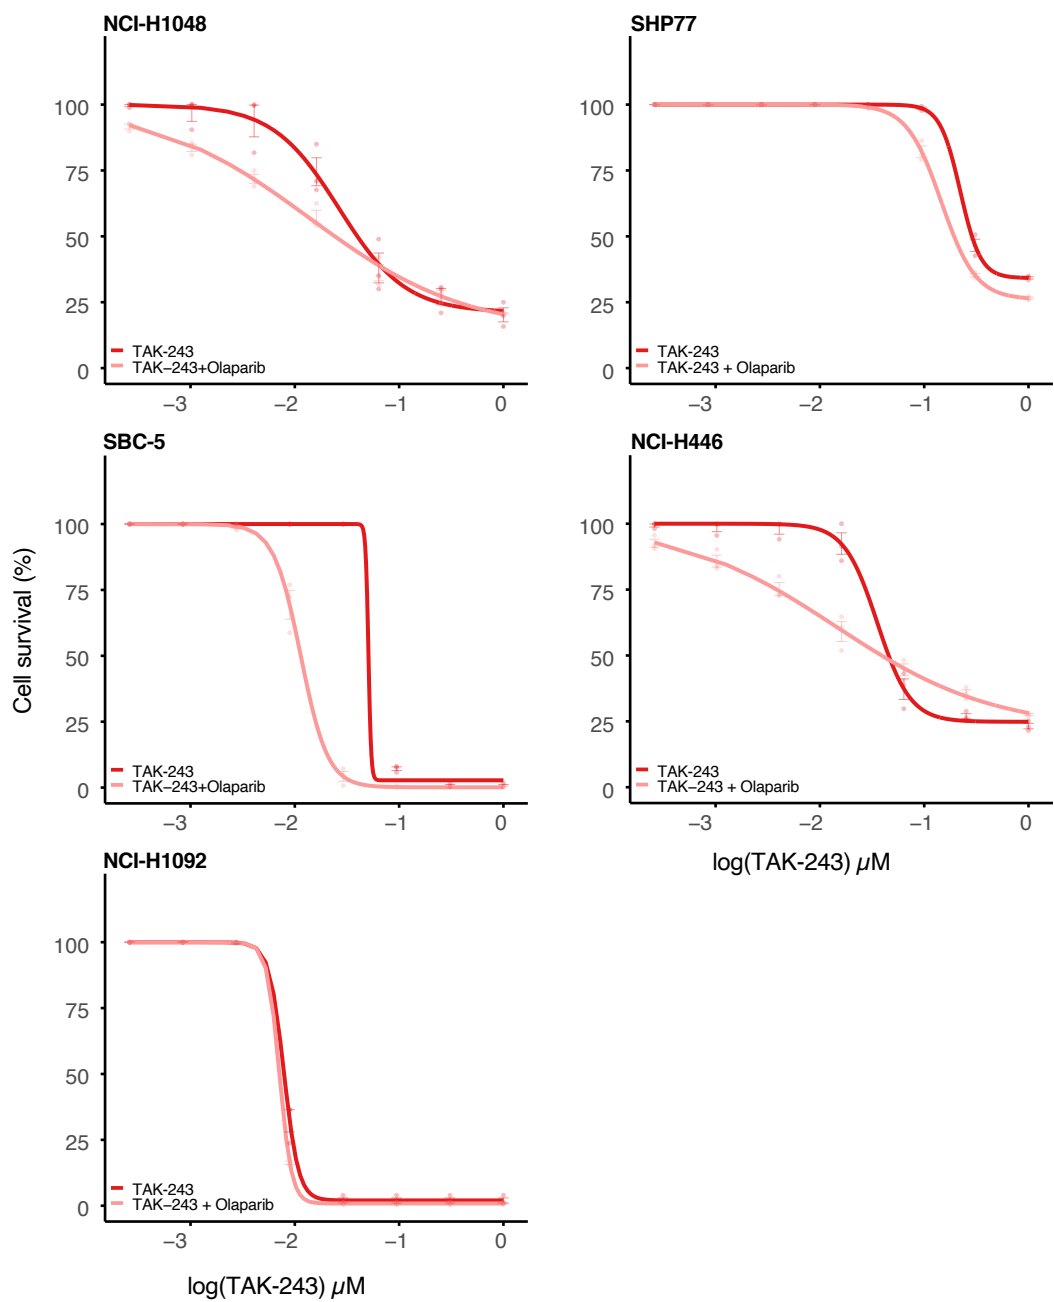 NCI-H1048
100
75
50
25
0
TAK-243
TAK−243+Olaparib
−3 −2 −1 0
SHP77
100
75
50
25
0
TAK-243
TAK-243 + Olaparib
−3 −2 −1 0
Cell survival (%)
SBC-5
100
75
50
25
0
TAK-243
TAK−243+Olaparib
−3 −2 −1 0
NCI-H446
100
75
50
25
0
TAK-243
TAK−243 + Olaparib
−3 −2 −1 0
log(TAK-243) µM
NCI-H1092
100
75
50
25
0
TAK-243
TAK−243 + Olaparib
−3 −2 −1 0
log(TAK-243) µM